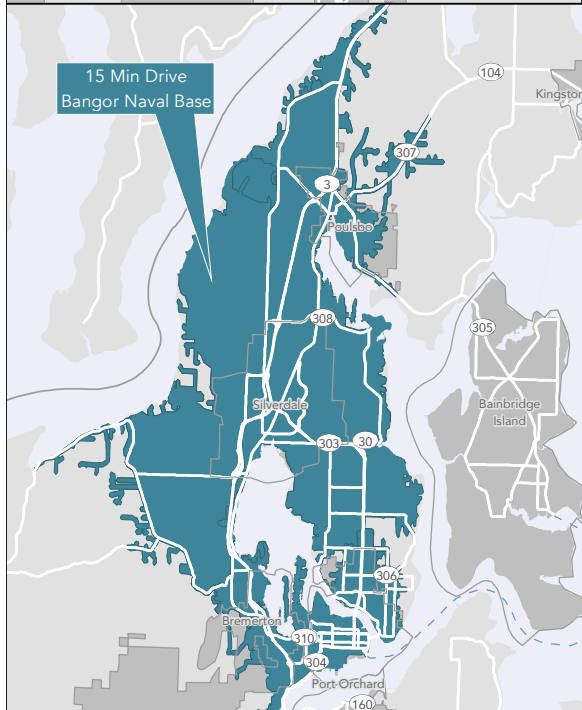 15 Min Drive
Bangor Naval Base
104
Kingston
307
3
Poulsbo
308
305
Silverdale
Bainbridge
Island
303
30
306
Bremerton
310
304
Port Orchard
160